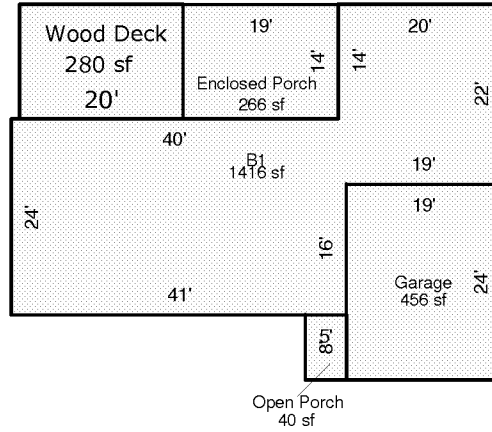 Wood Deck
280 sf
20'
19'
14'
Enclosed Porch
266 sf
20'
14'
22'
40'
B1
1416 sf
19'
24'
16'
41'
19'
Garage
456 sf
24'
5'
8'
Open Porch
40 sf